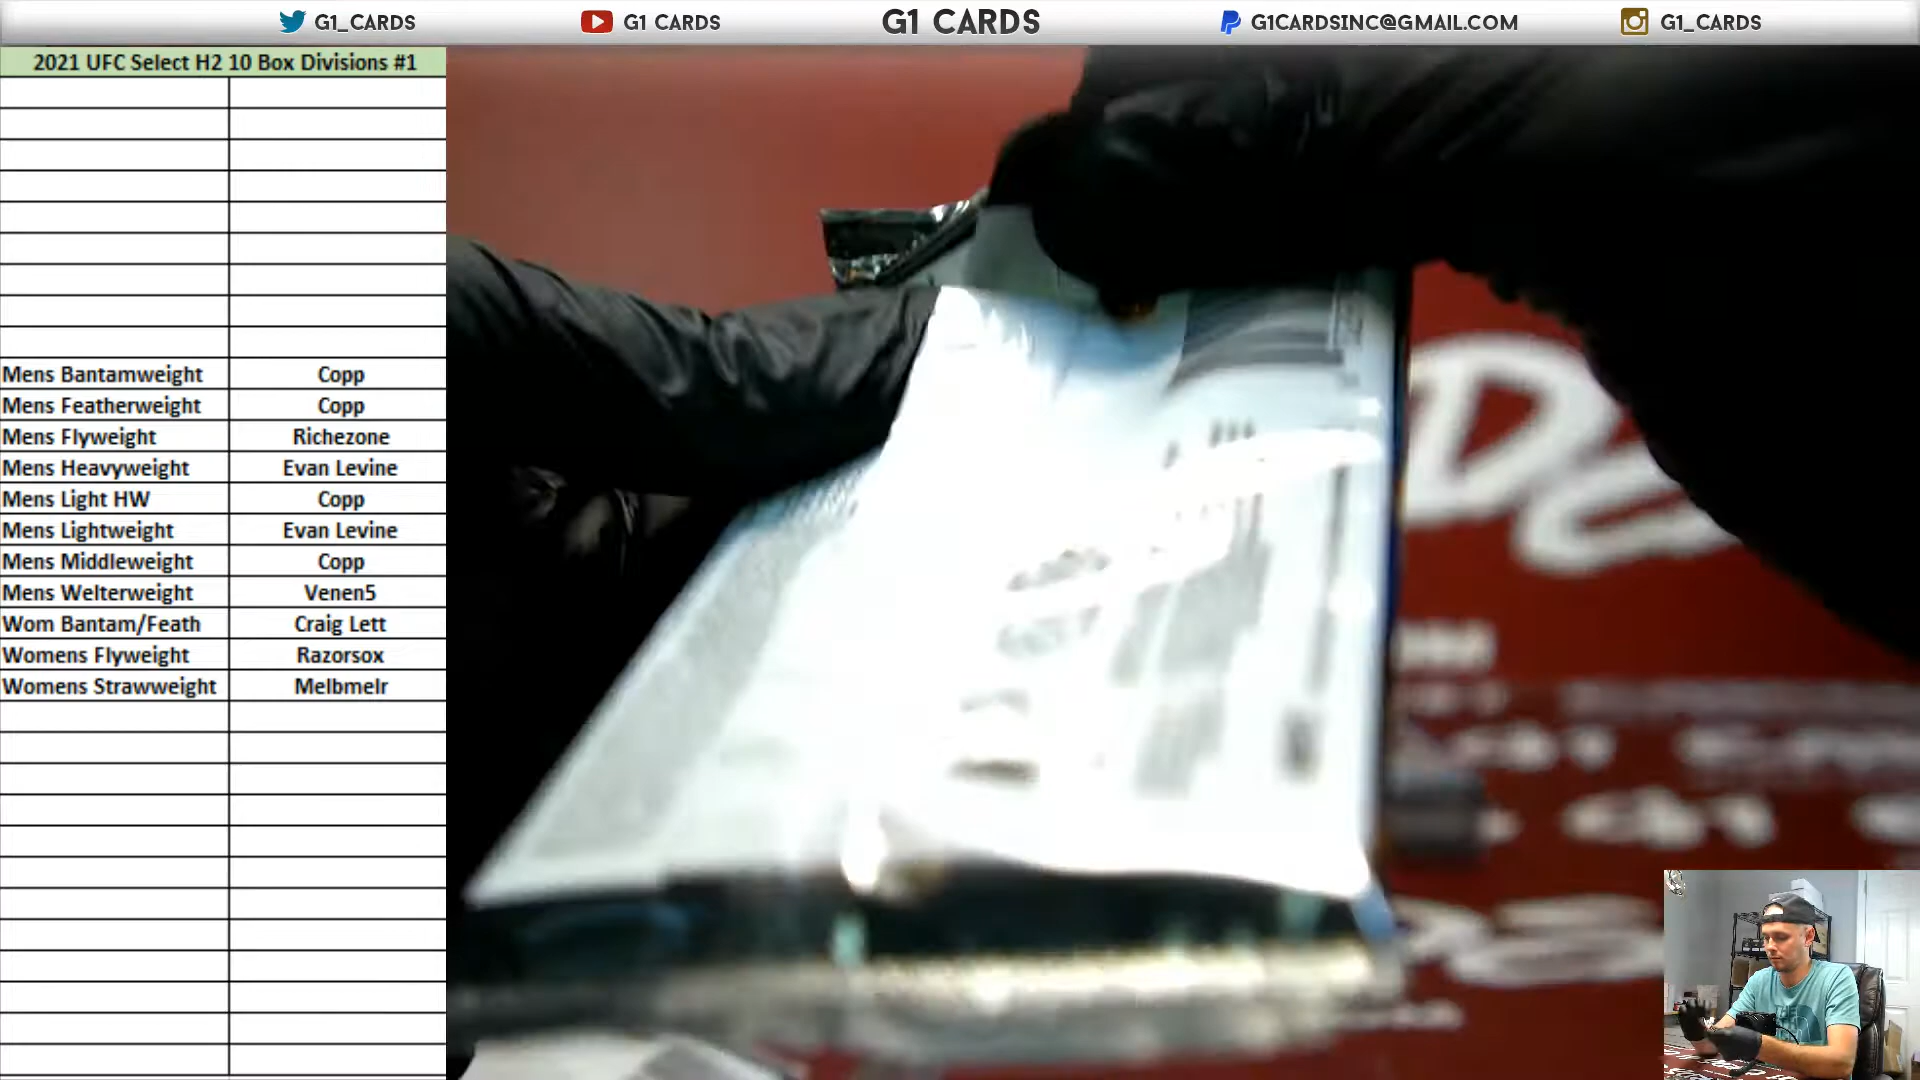 G1_CARDS G1 CARDS G1 CARDS G1CARDSINC@GMAIL.COM G1_CARDS
2021 UFC Select H2 10 Box Divisions #1
Mens Bantamweight Copp
Mens Featherweight Copp
Mens Flyweight Richezone
Mens Heavyweight Evan Levine
Mens Light HW Copp
Mens Lightweight Evan Levine
Mens Middleweight Copp
Mens Welterweight Venen5
Wom Bantam/Feath Craig Lett
Womens Flyweight Razorsox
Womens Strawweight Melbmelr